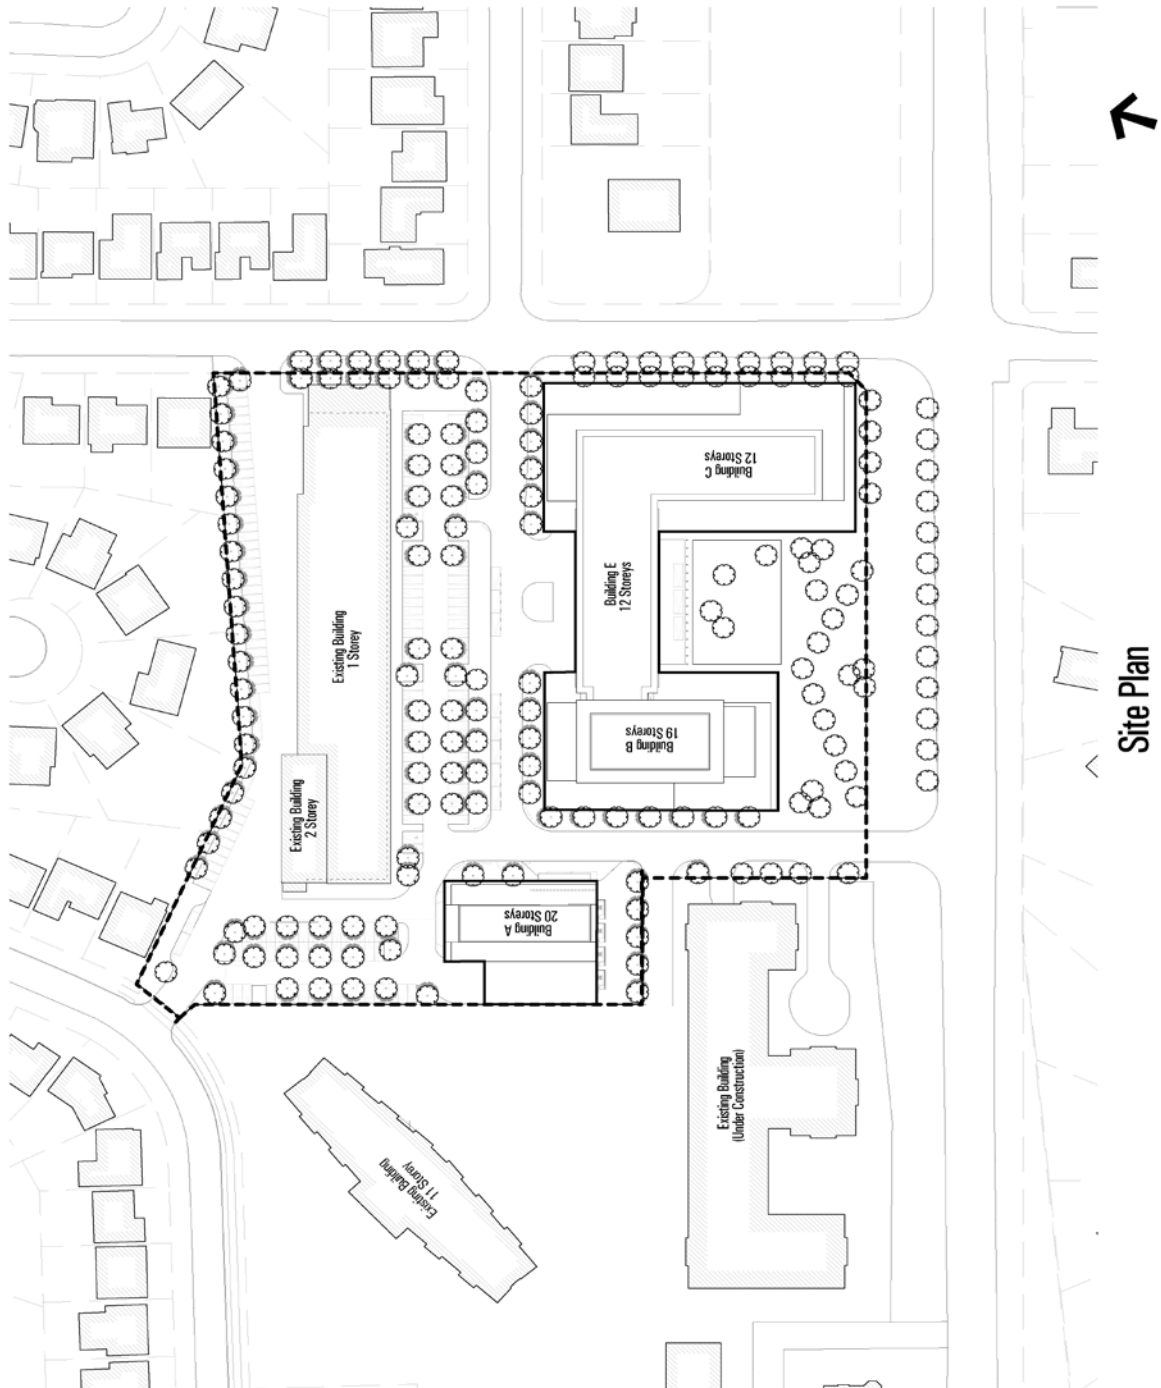 Building C
12 Storeys
Building E
12 Storeys
Existing Building
1 Storey
Building B
19 Storeys
Existing Building
2 Storey
Building A
20 Storeys
Existing Building
(Under Construction)
Existing Building
11 Storey
Site Plan